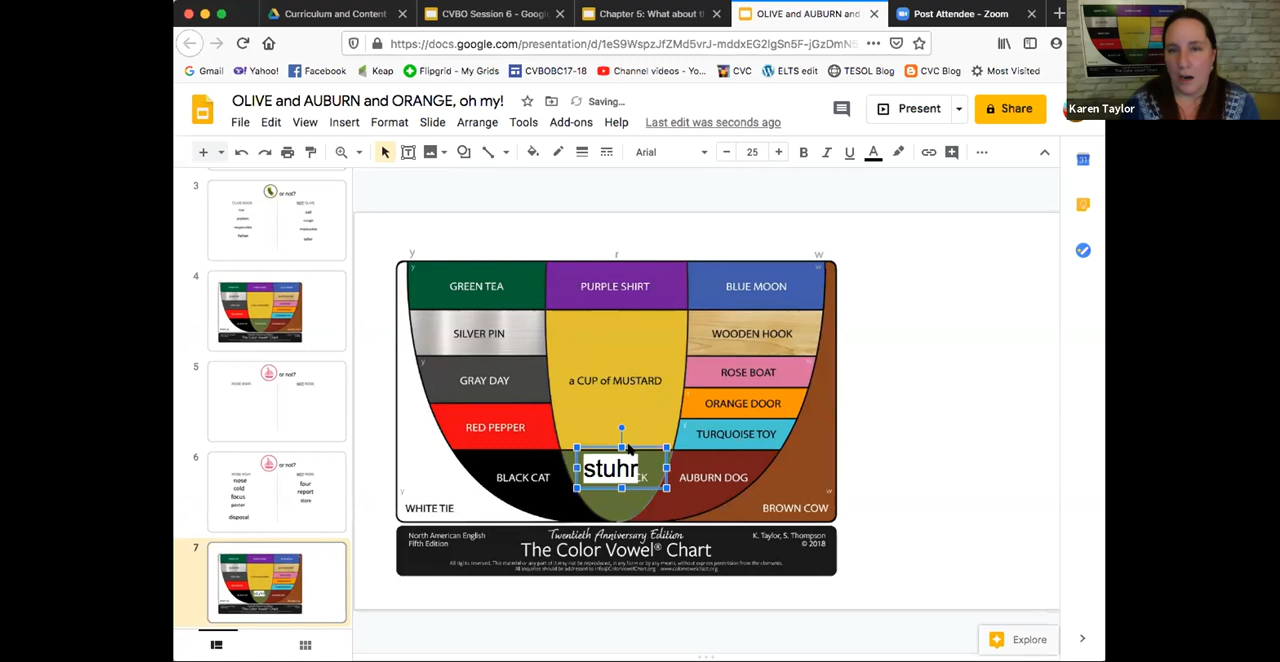 Curriculum and Content
CVBQ Session 6 - Googl
Chapter 5: What about t
OLIVE and AUBURN and
Post Attendee - Zoom
https://docs.google.com/presentation/d/1eS9WspzJfZMd5vrJ-mddxEG2lgSn5F-jGzDmN5
Gmail
Yahoo!
Facebook
Keap
Flipgrid - My Grids
CVBOBC17-18
Channel videos - Yo...
CVC
ELTS edit
TESOL Blog
CVC Blog
Most Visited
Karen Taylor
OLIVE and AUBURN and ORANGE, oh my!
Saving...
File Edit View Insert
Slide Arrange Tools Add-ons Help
Last edit was seconds ago
Present
Share
Arial
25
B I U A
3
or not?
4
5
or not?
6
or not?
nose
cold
focus
poster
disposal
four
report
store
7
y r w
y w
GREEN TEA
PURPLE SHIRT
BLUE MOON
SILVER PIN
WOODEN HOOK
y
GRAY DAY
a CUP of MUSTARD
ROSE BOAT
ORANGE DOOR
RED PEPPER
TURQUOISE TOY
BLACK CAT
stuhr
CK
AUBURN DOG
y w
WHITE TIE
BROWN COW
North American English
Fifth Edition
Twentieth Anniversary Edition
The Color Vowel® Chart
K. Taylor, S. Thompson
© 2018
Explore